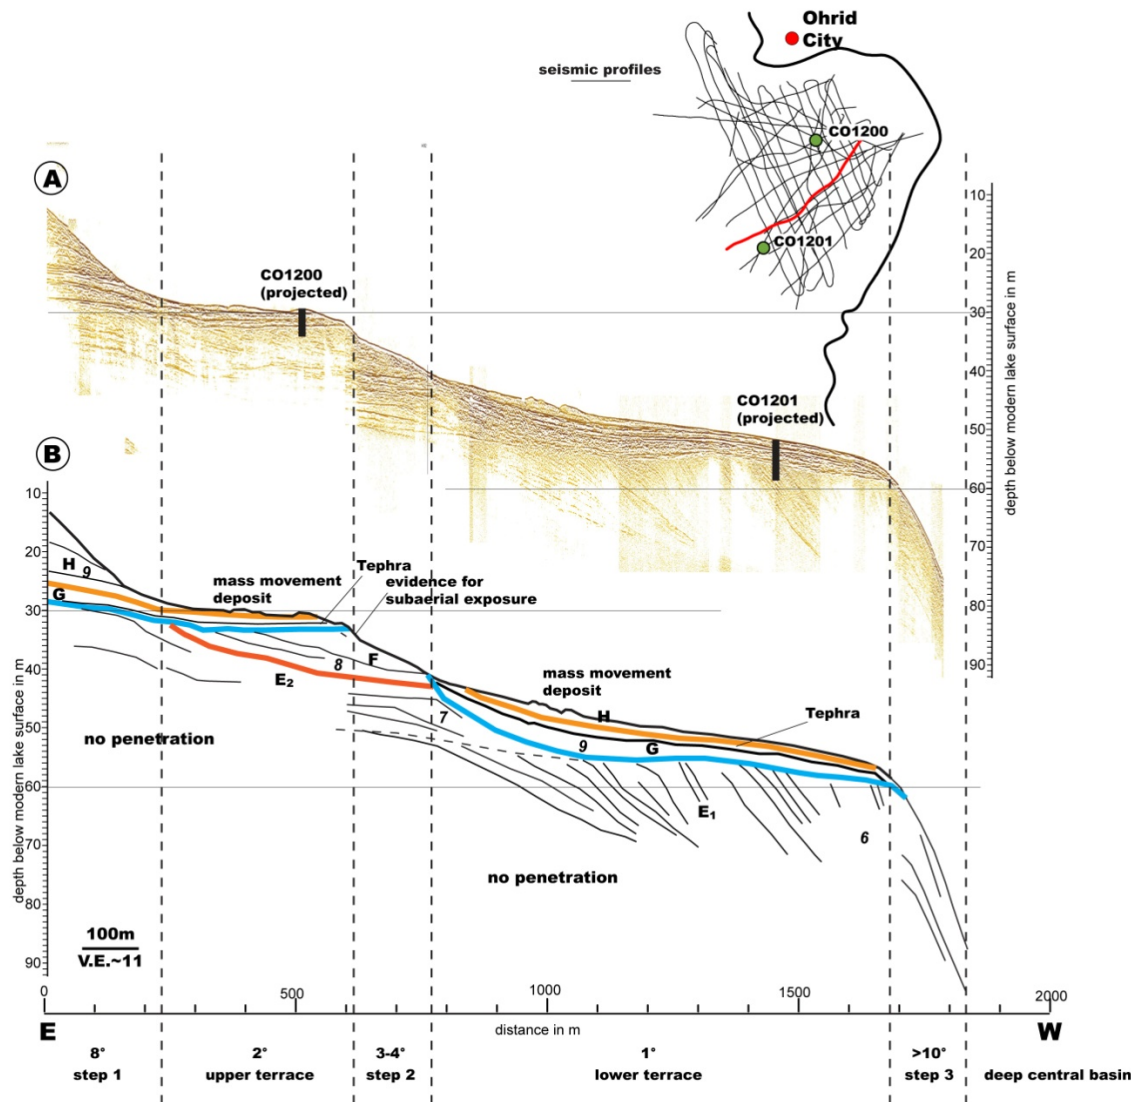 Ohrid
City
seismic profiles
CO1200
CO1201
A
CO1200
(projected)
CO1201
(projected)
10
20
30
40
50
60
70
80
90
depth below modern lake surface in m
B
10
20
30
40
50
60
70
80
90
depth below modern lake surface in m
H
9
G
mass movement
deposit
Tephra
evidence for
subaerial exposure
8
F
E2
7
no penetration
mass movement
deposit
H
Tephra
9
G
E1
6
no penetration
100m
V.E.~11
0
500
1000
1500
2000
E
distance in m
W
8°
step 1
2°
upper terrace
3-4°
step 2
1°
lower terrace
>10°
step 3
deep central basin